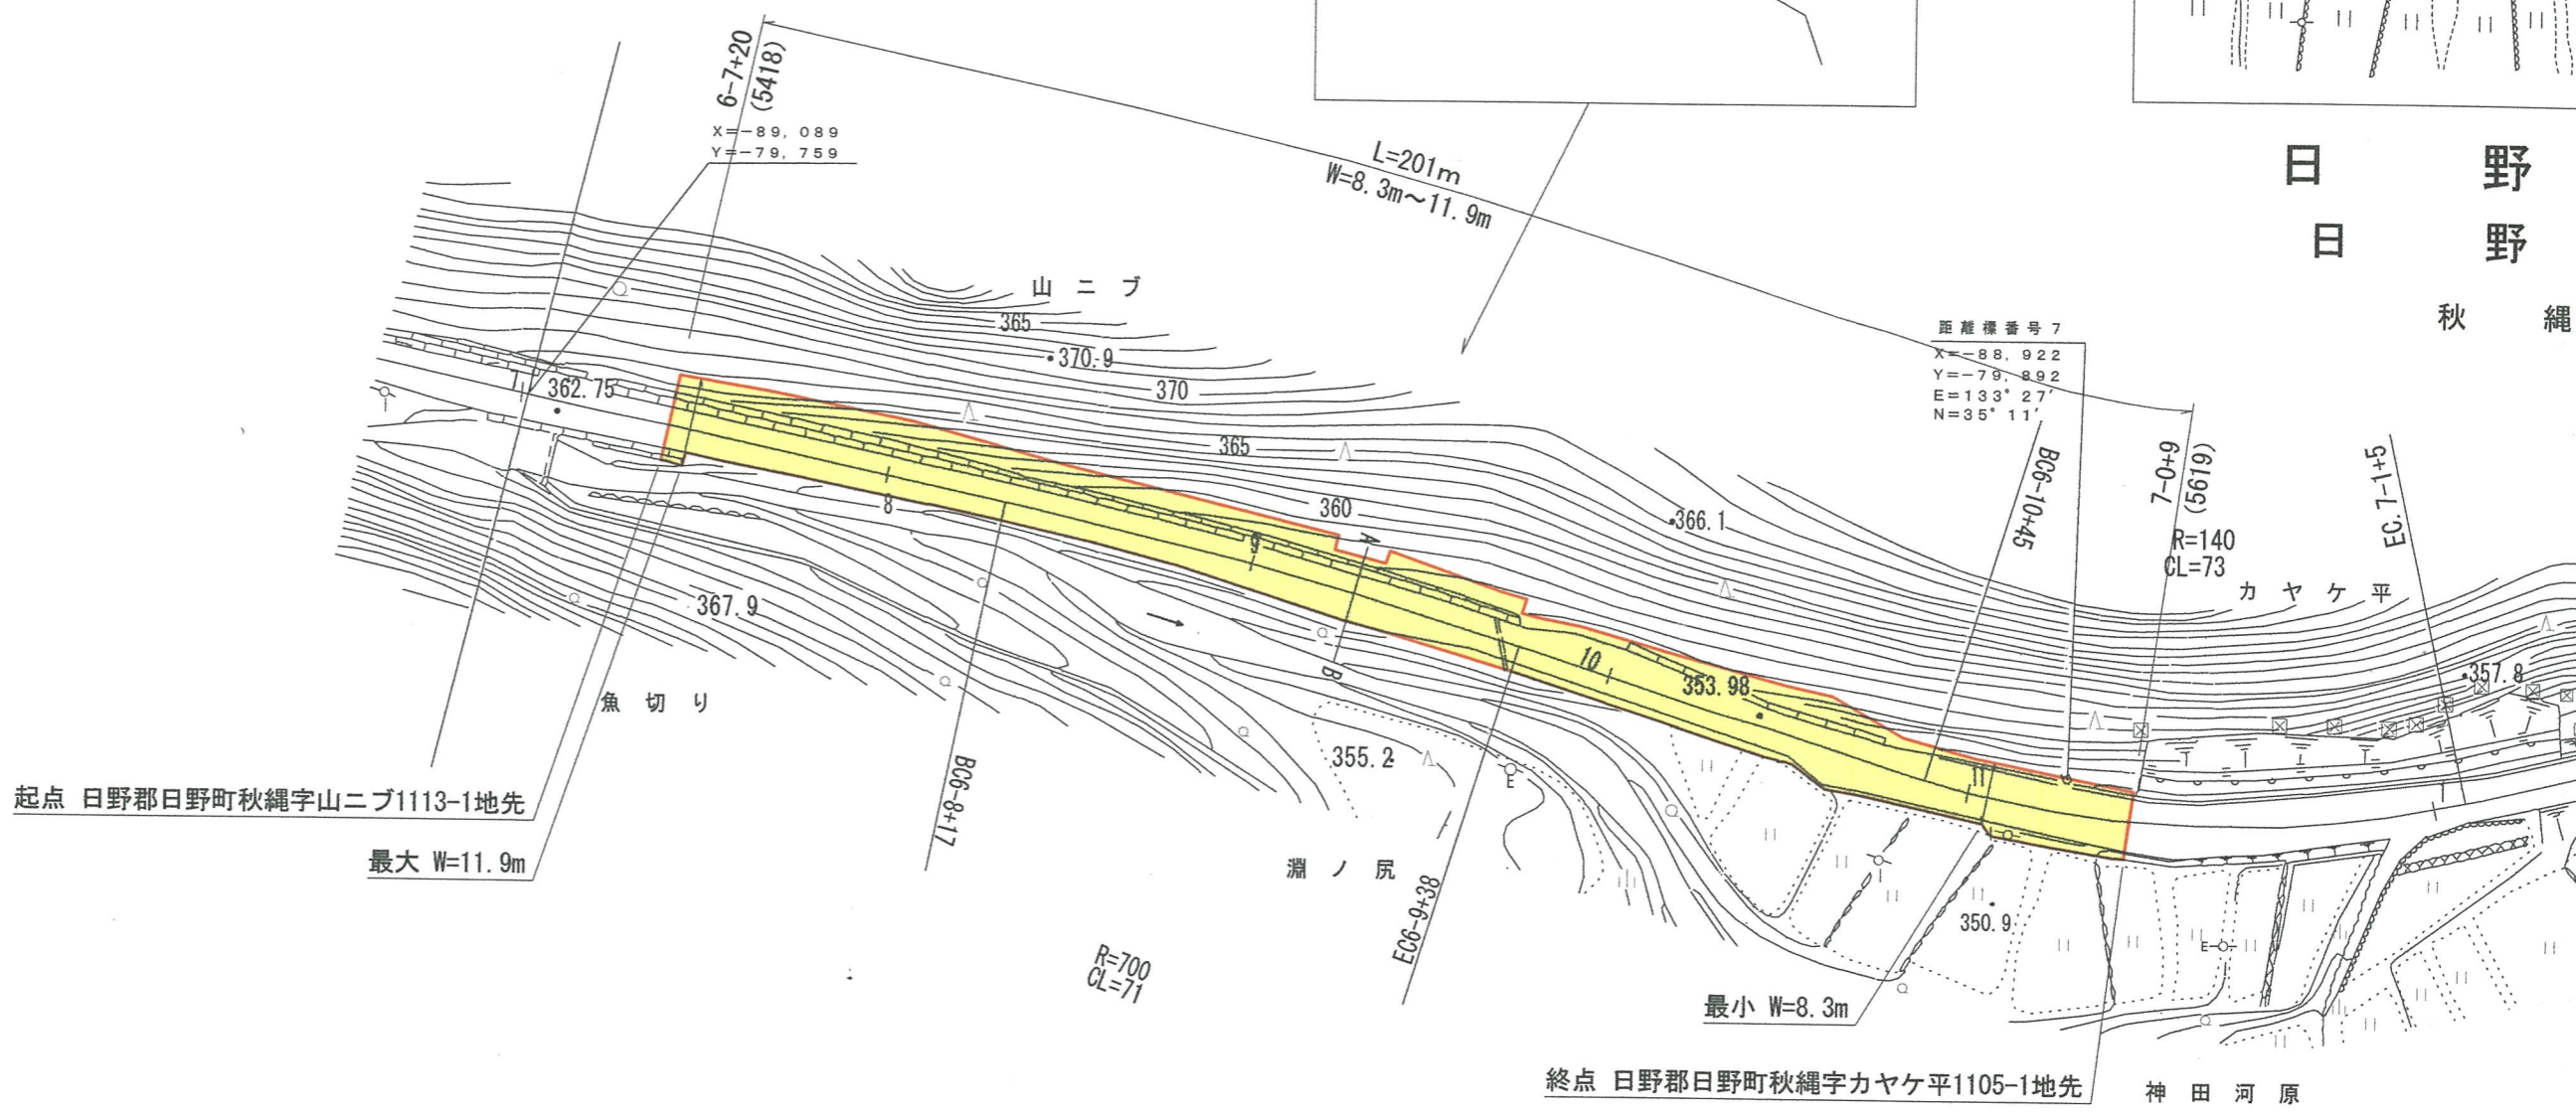 6-7+20
(5418)
X=-89,089
Y=-79,759
L=201m
W=8.3m～11.9m
日 野
日 野
秋 縄
山ニブ
365
370.9
370
362.75
365
360
366.1
距離標番号7
X=-88,922
Y=-79,892
E=133°27′
N=35°11′
BC6-10+45
7-0+9
(5619)
R=140
CL=73
EC.7-1+5
カヤケ平
357.8
8
9
A
B
10
353.98
11
367.9
魚切り
355.2
E
BC6-8+17
起点 日野郡日野町秋縄字山ニブ1113-1地先
最大 W=11.9m
淵ノ尻
EC6-9+38
350.9
E
R=700
CL=71
最小 W=8.3m
終点 日野郡日野町秋縄字カヤケ平1105-1地先
神田河原